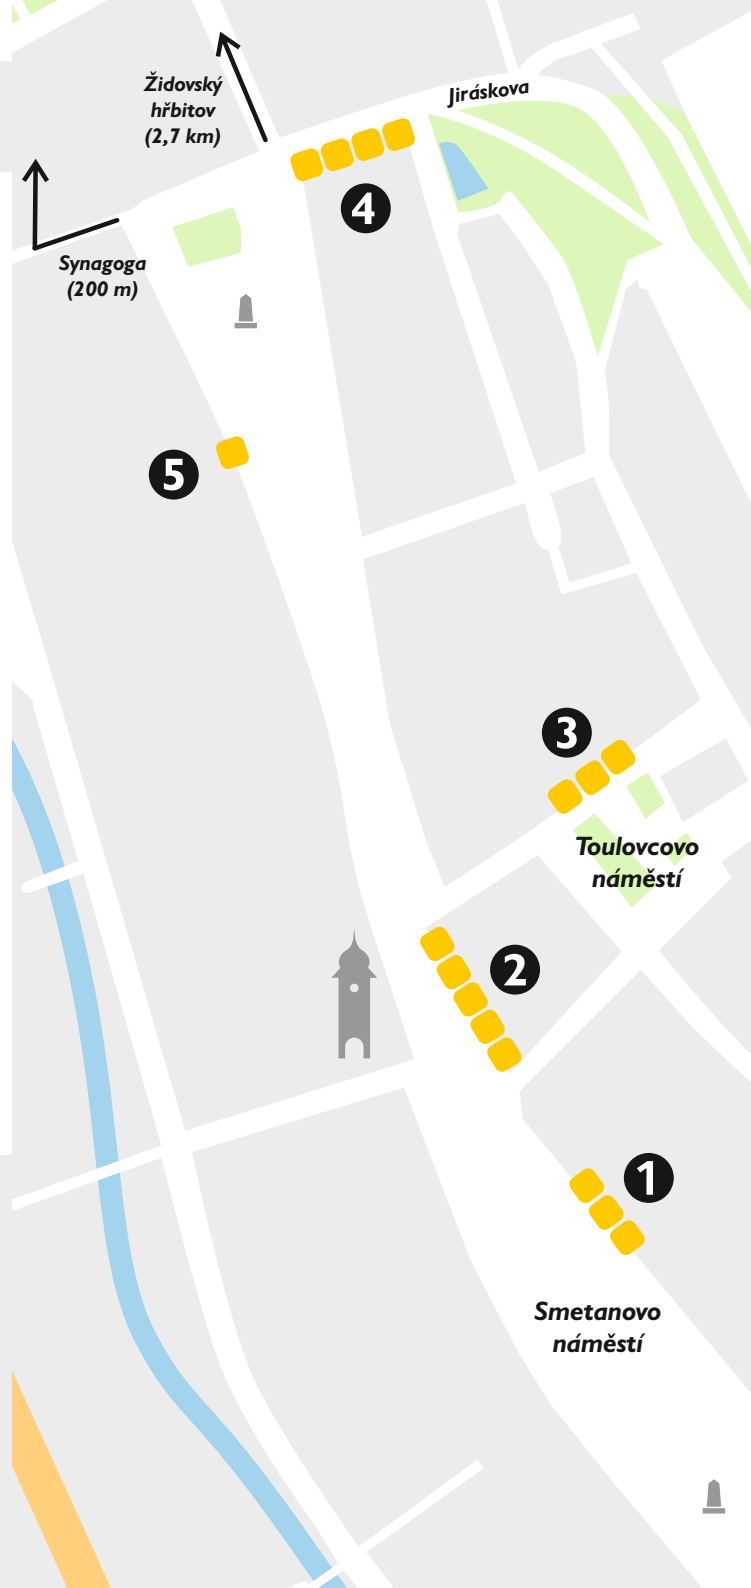 Židovský
hřbitov
(2,7 km)
Jiráskova
4
Synagoga
(200 m)
5
3
Toulovcovo
náměstí
2
1
Smetanovo
náměstí